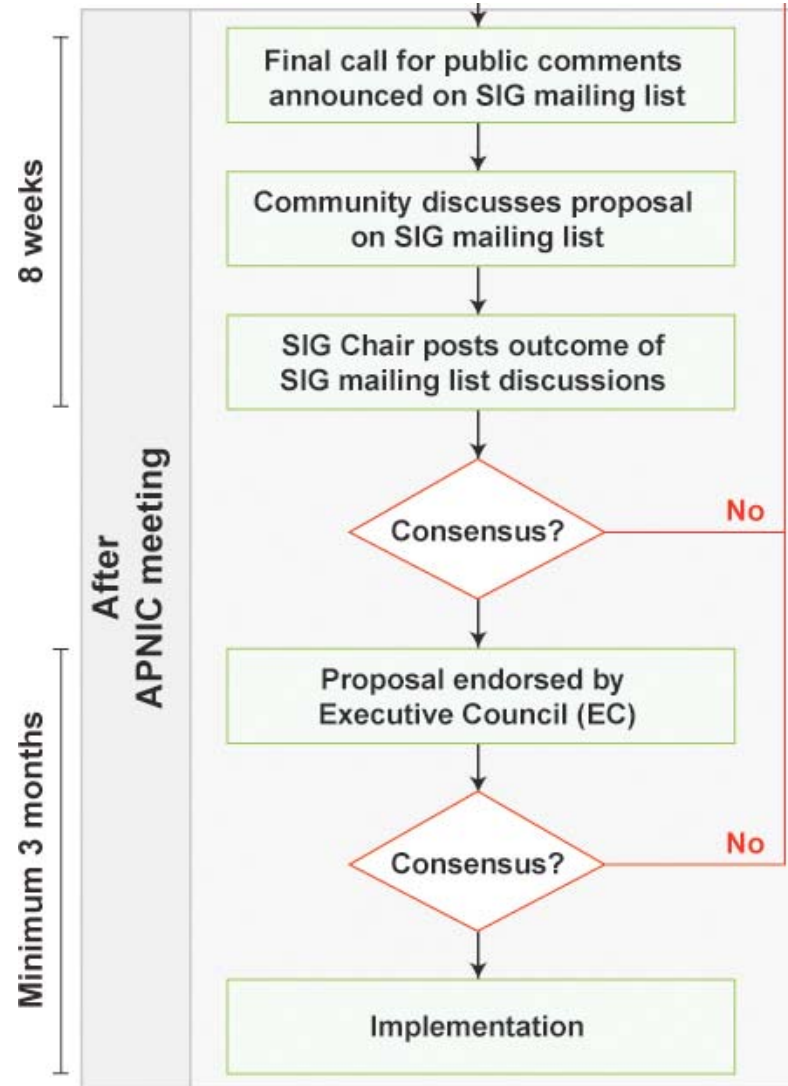 Final call for public comments
announced on SIG mailing list
Community discusses proposal
on SIG mailing list
8 weeks
SIG Chair posts outcome of
SIG mailing list discussions
After
APNIC meeting
Consensus?
No
Proposal endorsed by
Executive Council (EC)
Minimum 3 months
Consensus?
No
Implementation